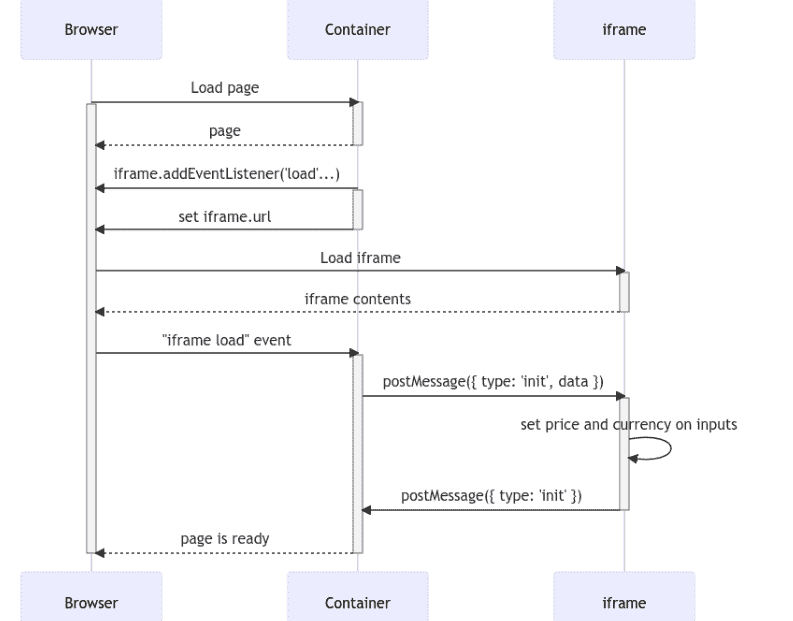 Browser
Container
iframe
Load page
page
iframe.addEventListener('load'...)
set iframe.url
Load iframe
iframe contents
"iframe load" event
postMessage({ type: 'init', data })
set price and currency on inputs
postMessage({ type: 'init' })
page is ready
Browser
Container
iframe